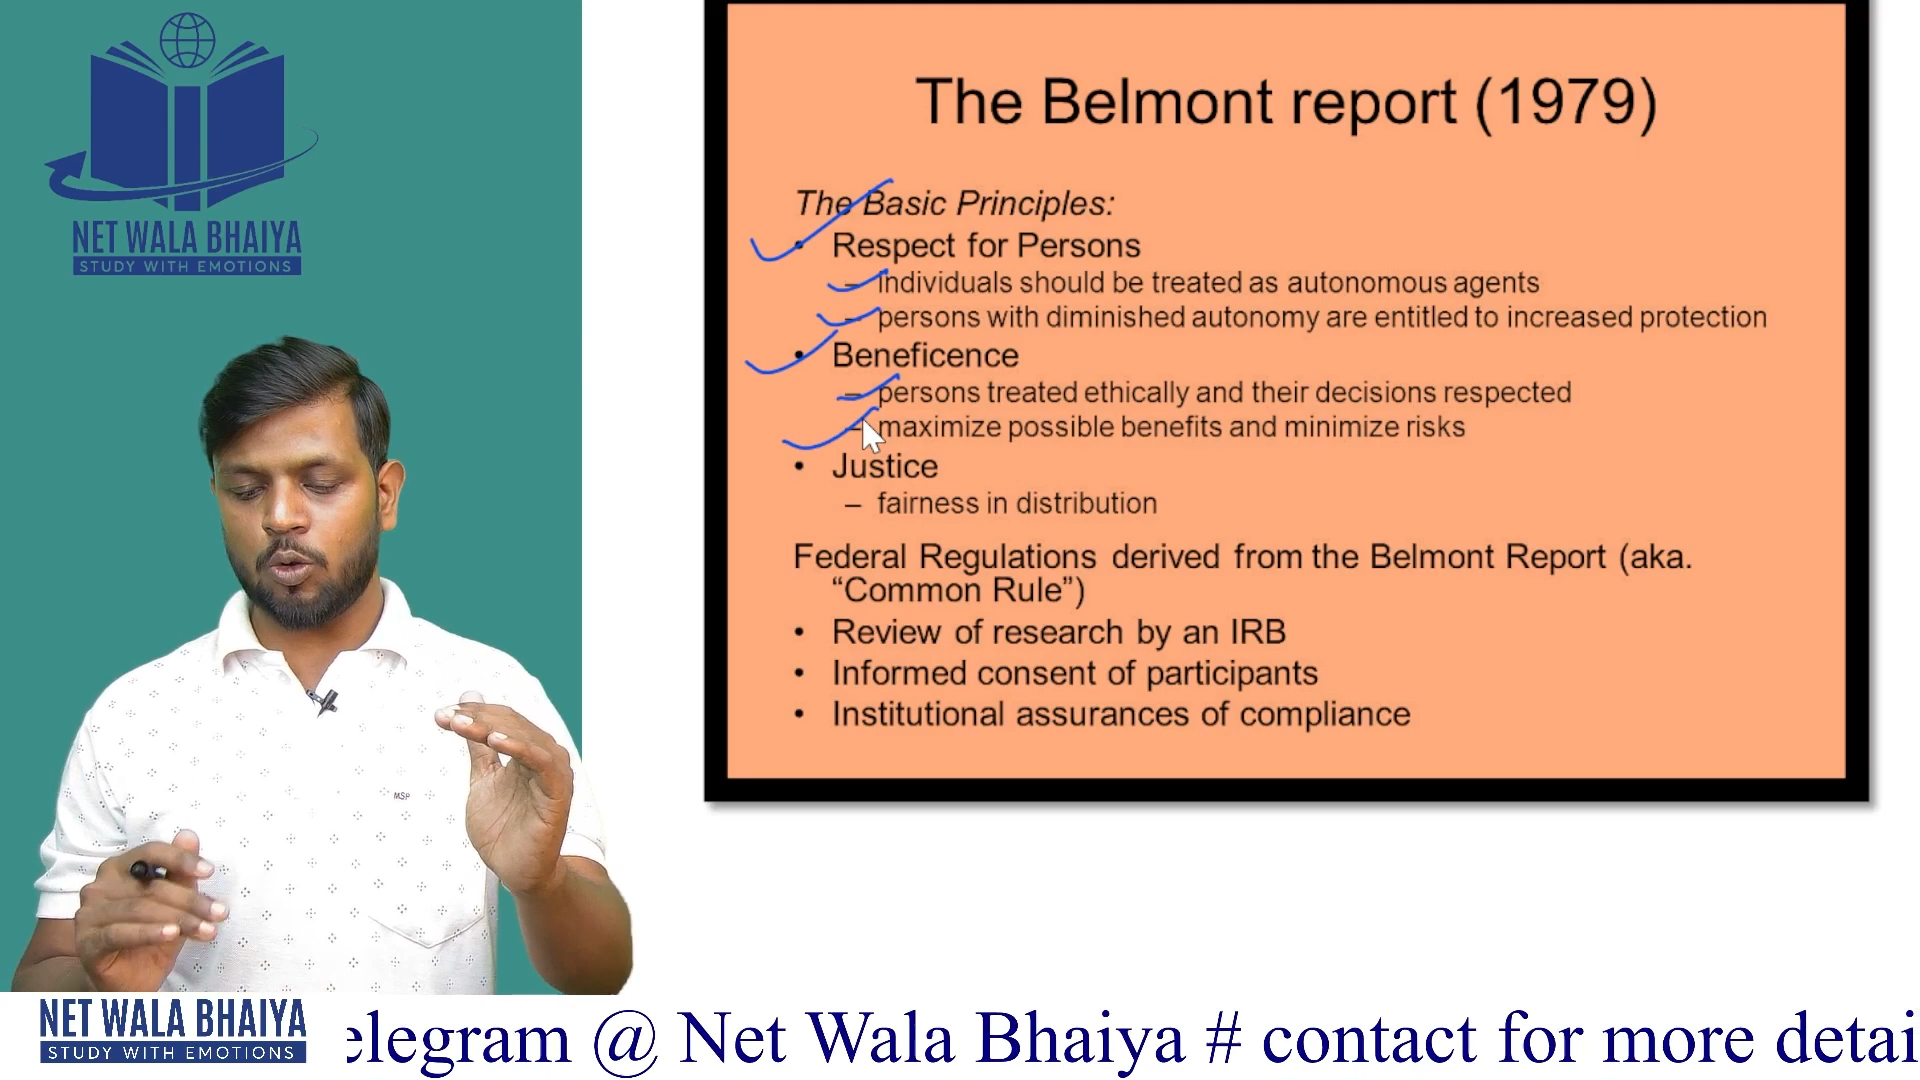 NET WALA BHAIYA
STUDY WITH EMOTIONS
The Belmont report (1979)
The Basic Principles:
• Respect for Persons
– individuals should be treated as autonomous agents
– persons with diminished autonomy are entitled to increased protection
• Beneficence
– persons treated ethically and their decisions respected
– maximize possible benefits and minimize risks
• Justice
– fairness in distribution
Federal Regulations derived from the Belmont Report (aka.
“Common Rule”)
• Review of research by an IRB
• Informed consent of participants
• Institutional assurances of compliance
MSP
NET WALA BHAIYA
STUDY WITH EMOTIONS
elegram @ Net Wala Bhaiya # contact for more detai